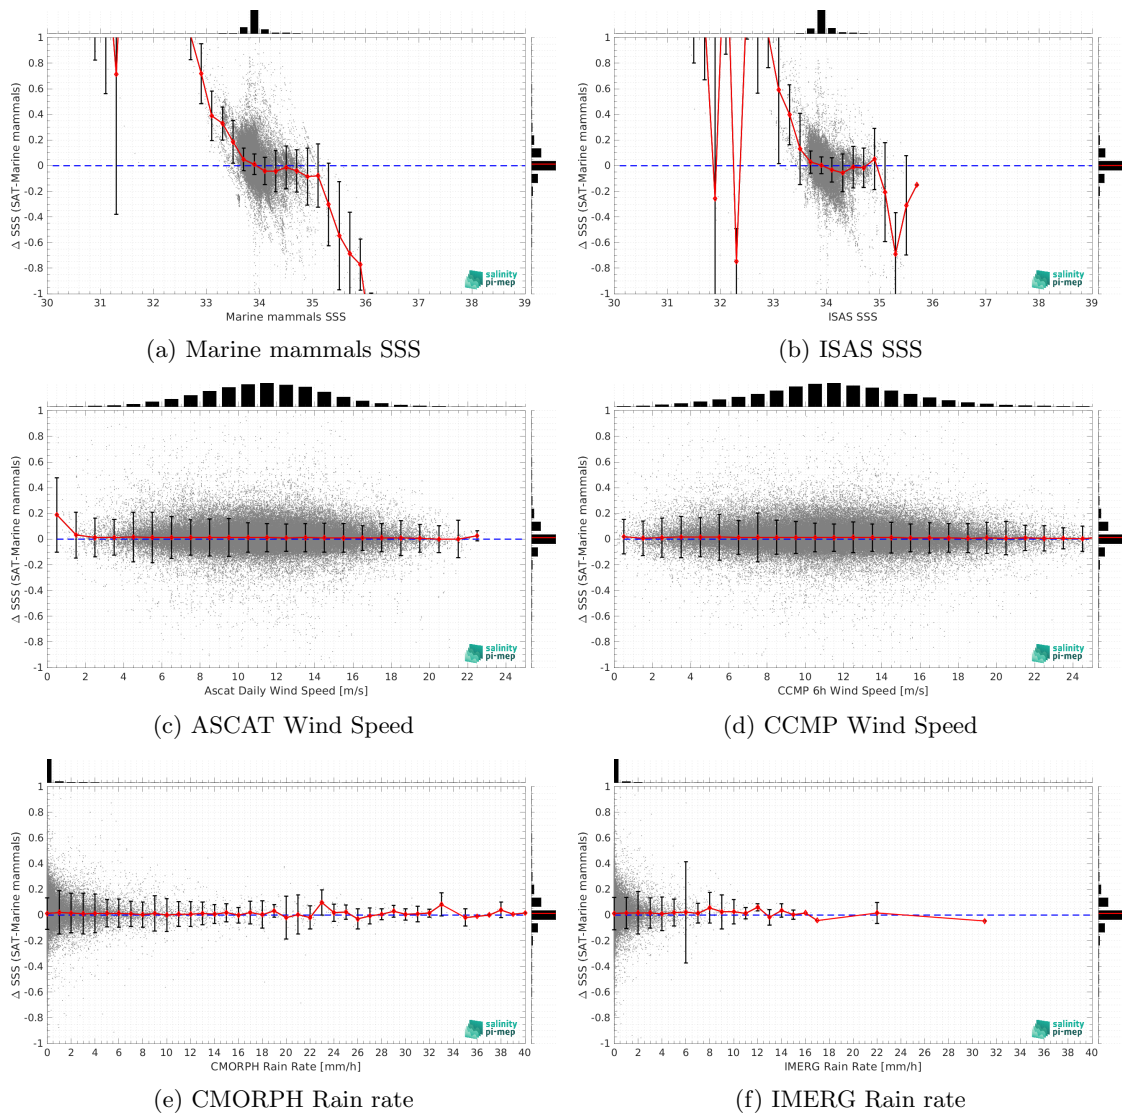 1
0.8
0.6
0.4
0.2
0
-0.2
-0.4
-0.6
-0.8
-1
Δ SSS (SAT-Marine mammals)
30 31 32 33 34 35 36 37 38 39
Marine mammals SSS
salinity
pi-mep
(a) Marine mammals SSS
1
0.8
0.6
0.4
0.2
0
-0.2
-0.4
-0.6
-0.8
-1
Δ SSS (SAT-Marine mammals)
30 31 32 33 34 35 36 37 38 39
ISAS SSS
salinity
pi-mep
(b) ISAS SSS
1
0.8
0.6
0.4
0.2
0
-0.2
-0.4
-0.6
-0.8
-1
Δ SSS (SAT-Marine mammals)
0 2 4 6 8 10 12 14 16 18 20 22 24
Ascat Daily Wind Speed [m/s]
salinity
pi-mep
(c) ASCAT Wind Speed
1
0.8
0.6
0.4
0.2
0
-0.2
-0.4
-0.6
-0.8
-1
Δ SSS (SAT-Marine mammals)
0 2 4 6 8 10 12 14 16 18 20 22 24
CCMP 6h Wind Speed [m/s]
salinity
pi-mep
(d) CCMP Wind Speed
1
0.8
0.6
0.4
0.2
0
-0.2
-0.4
-0.6
-0.8
-1
Δ SSS (SAT-Marine mammals)
0 2 4 6 8 10 12 14 16 18 20 22 24 26 28 30 32 34 36 38 40
CMORPH Rain Rate [mm/h]
salinity
pi-mep
(e) CMORPH Rain rate
1
0.8
0.6
0.4
0.2
0
-0.2
-0.4
-0.6
-0.8
-1
Δ SSS (SAT-Marine mammals)
0 2 4 6 8 10 12 14 16 18 20 22 24 26 28 30 32 34 36 38 40
IMERG Rain Rate [mm/h]
salinity
pi-mep
(f) IMERG Rain rate